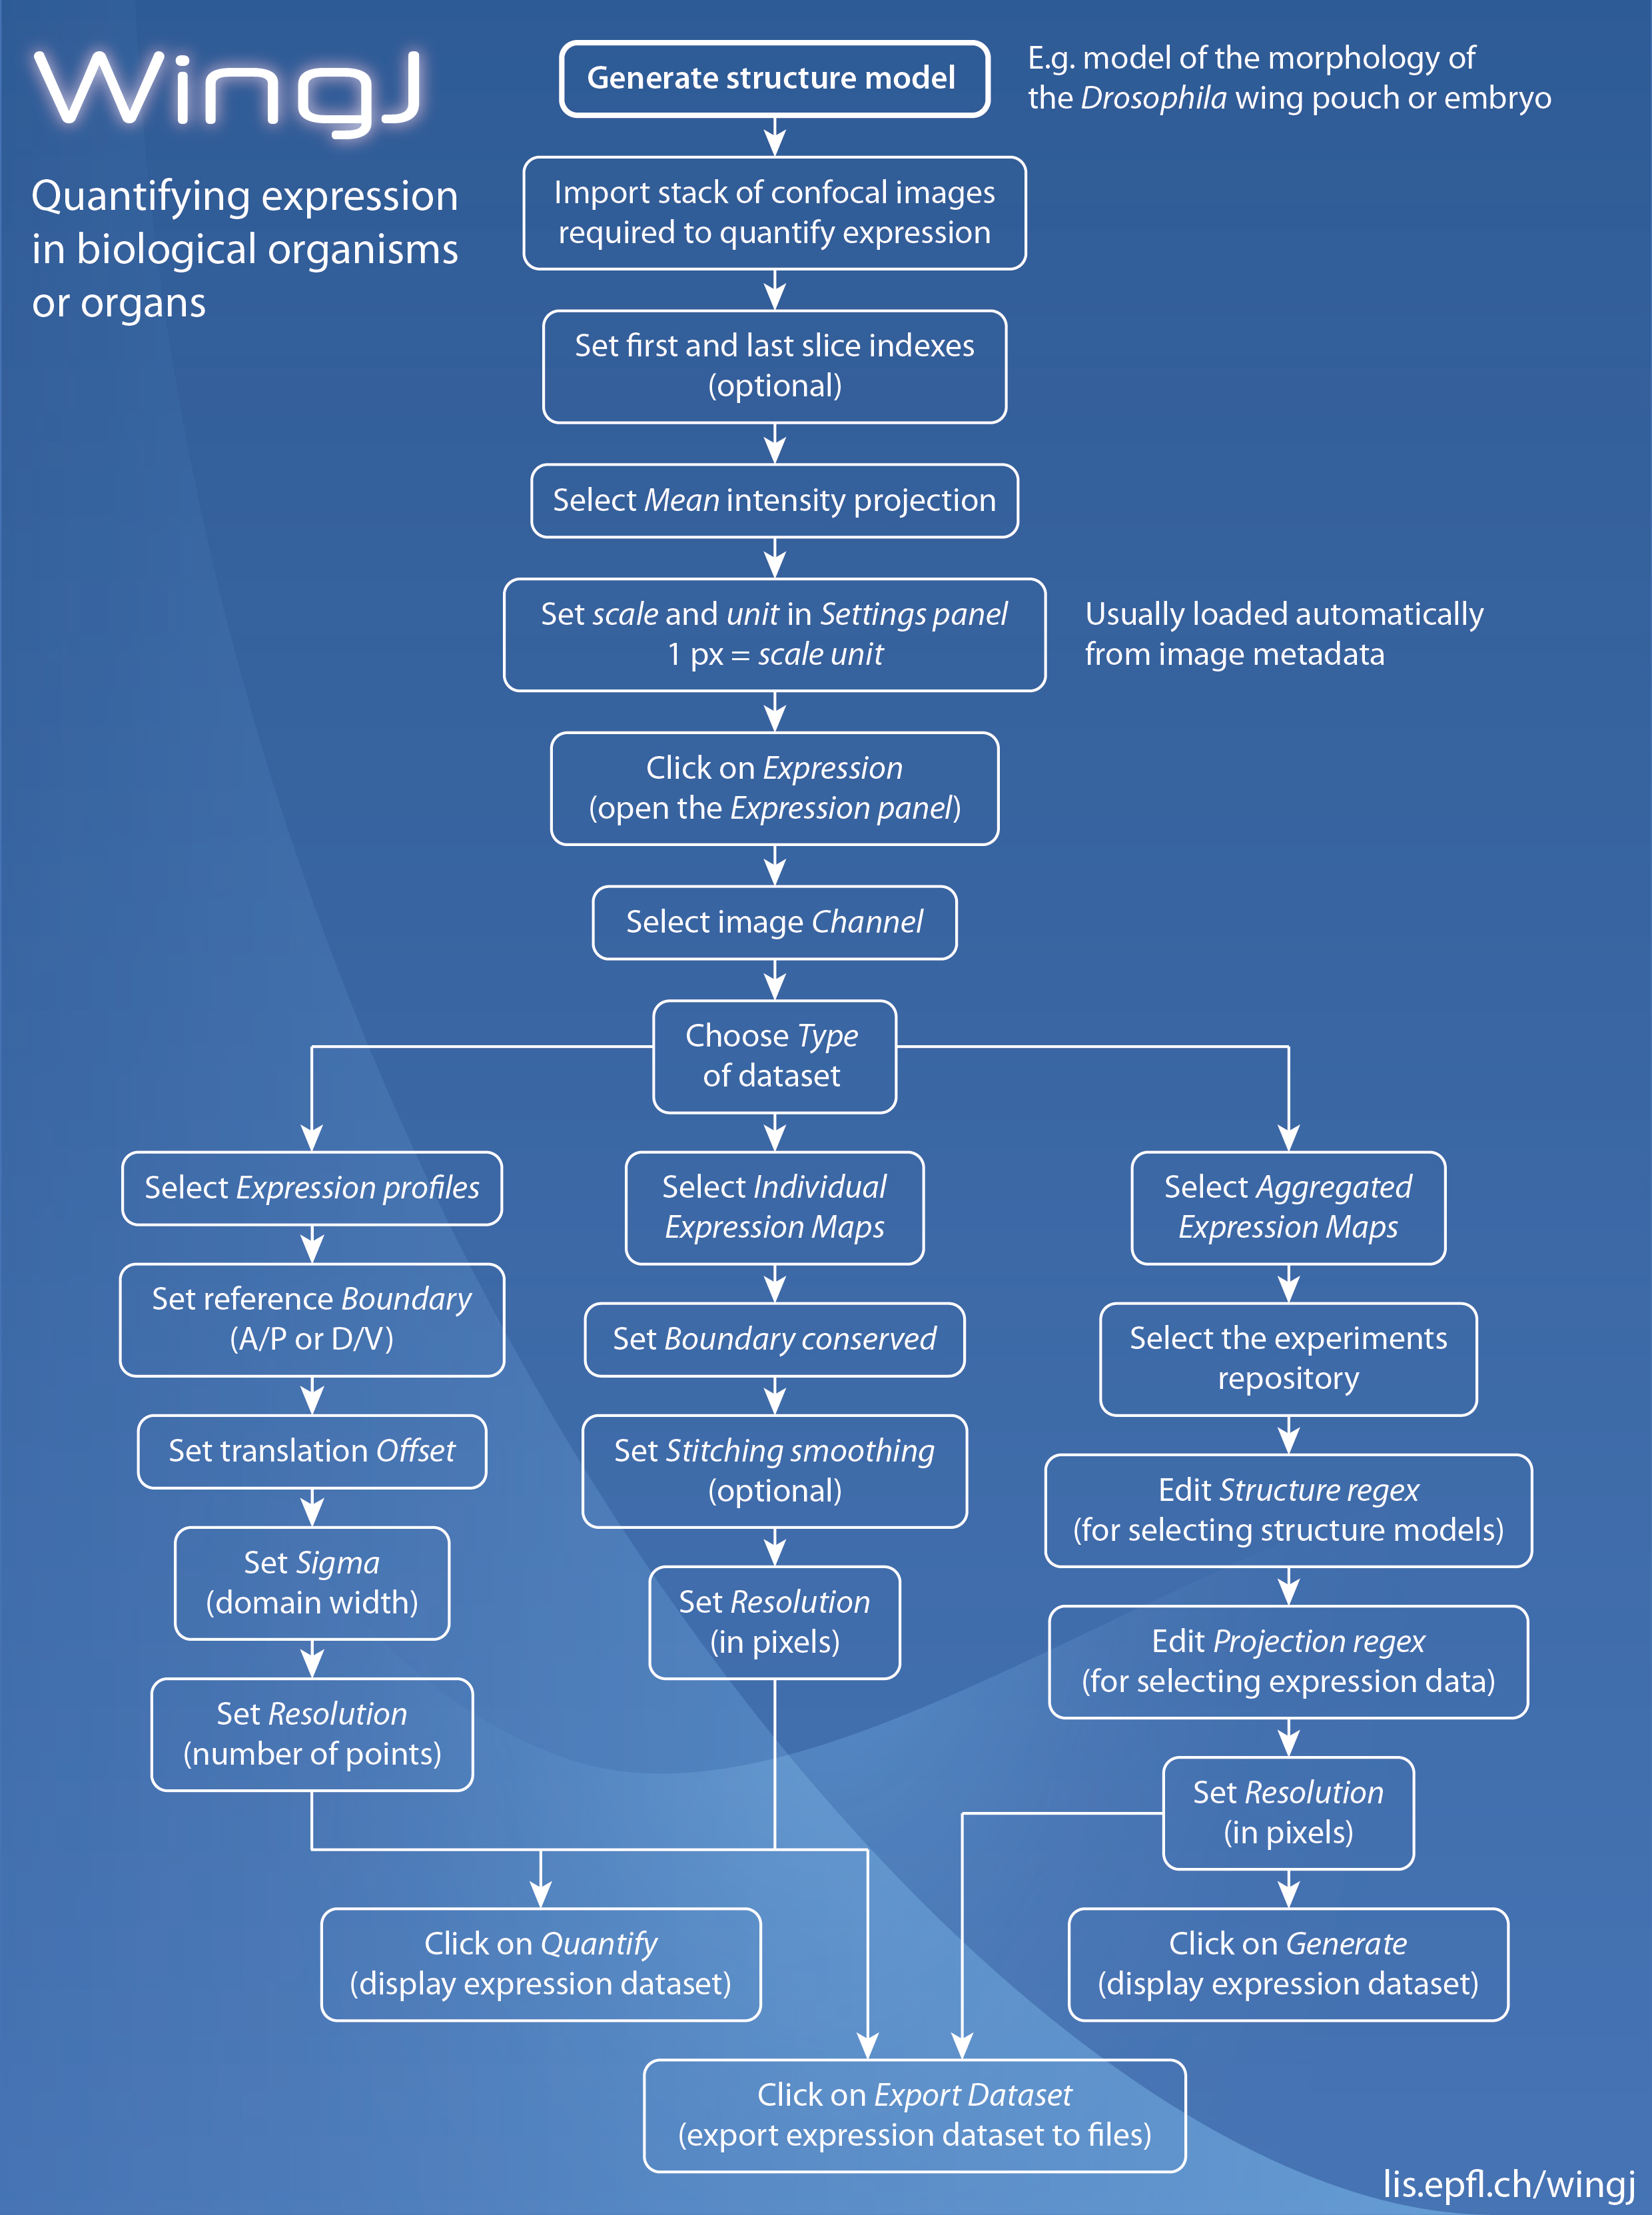 WingJ
Quantifying expression
in biological organisms
or organs
Generate structure model
E.g. model of the morphology of
the Drosophila wing pouch or embryo
Import stack of confocal images
required to quantify expression
Set first and last slice indexes
(optional)
Select Mean intensity projection
Set scale and unit in Settings panel
1 px = scale unit
Usually loaded automatically
from image metadata
Click on Expression
(open the Expression panel)
Select image Channel
Choose Type
of dataset
Select Expression profiles
Set reference Boundary
(A/P or D/V)
Set translation Offset
Set Sigma
(domain width)
Set Resolution
(number of points)
Select Individual
Expression Maps
Set Boundary conserved
Set Stitching smoothing
(optional)
Set Resolution
(in pixels)
Select Aggregated
Expression Maps
Select the experiments
repository
Edit Structure regex
(for selecting structure models)
Edit Projection regex
(for selecting expression data)
Set Resolution
(in pixels)
Click on Quantify
(display expression dataset)
Click on Generate
(display expression dataset)
Click on Export Dataset
(export expression dataset to files)
lis.epfl.ch/wingj